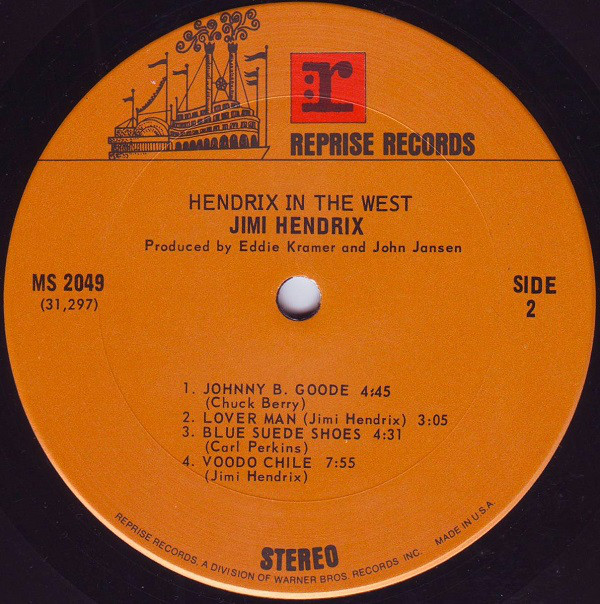 r
REPRISE RECORDS
HENDRIX IN THE WEST
JIMI HENDRIX
Produced by Eddie Kramer and John Jansen
MS 2049
(31,297)
SIDE
2
1. JOHNNY B. GOODE 4:45
(Chuck Berry)
2. LOVER MAN (Jimi Hendrix) 3:05
3. BLUE SUEDE SHOES 4:31
(Carl Perkins)
4. VOODO CHILE 7:55
(Jimi Hendrix)
STEREO
REPRISE RECORDS, A DIVISION OF WARNER BROS. RECORDS INC. MADE IN U.S.A.